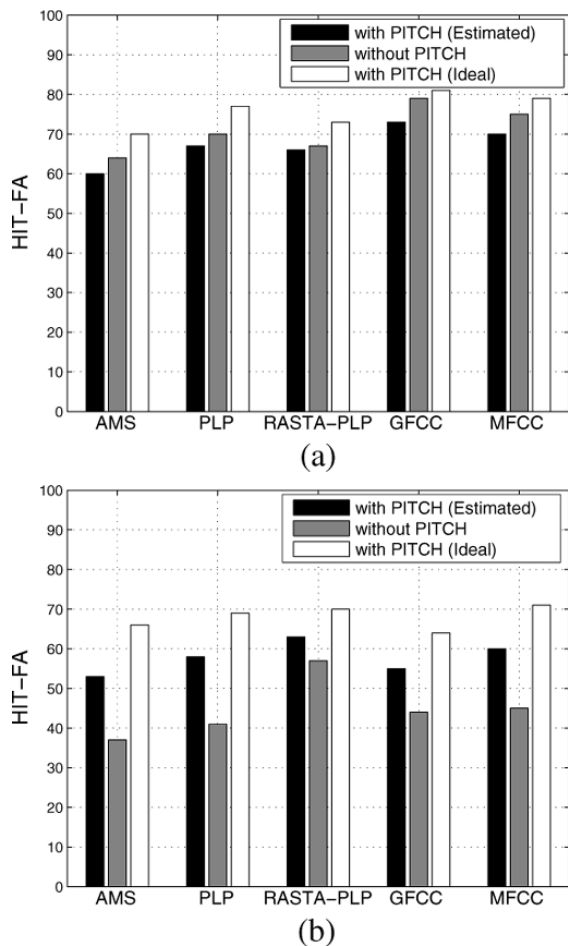 100
90
80
70
60
50
40
30
20
10
0
HIT−FA
with PITCH (Estimated)
without PITCH
with PITCH (Ideal)
AMS PLP RASTA−PLP GFCC MFCC
(a)
100
90
80
70
60
50
40
30
20
10
0
HIT−FA
with PITCH (Estimated)
without PITCH
with PITCH (Ideal)
AMS PLP RASTA−PLP GFCC MFCC
(b)